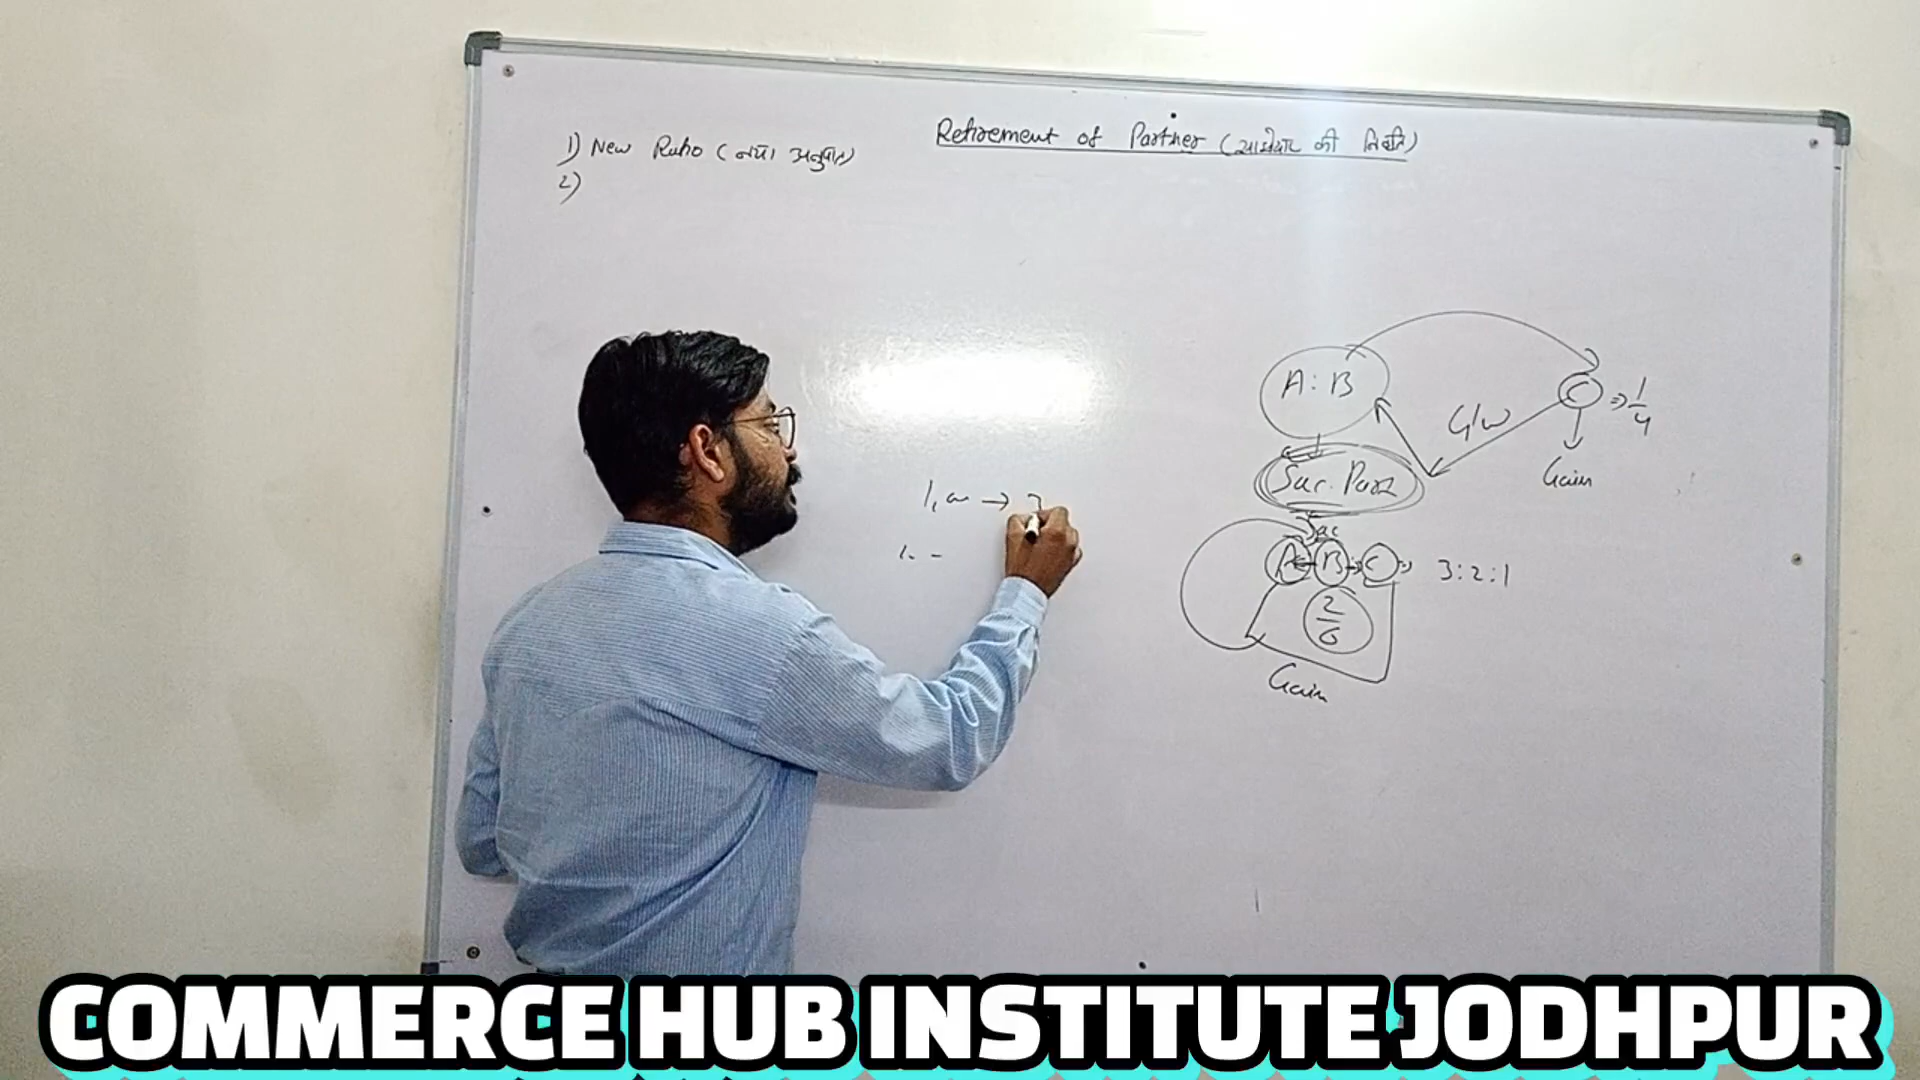 Retirement of Partner (साझेदार की निवृति)
1) New Ratio (नया अनुपात)
2)
A : B
C
⇒ 1/4
G/w
Gain
Sac. Part
Sac
A B C ⇒ 3 : 2 : 1
2/6
Gain
COMMERCE HUB INSTITUTE JODHPUR